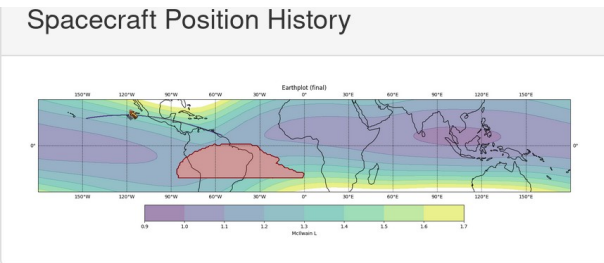 Spacecraft Position History
Earthplot (final)
150°W 120°W 90°W 60°W 30°W 0° 30°E 60°E 90°E 120°E 150°E
0° 0°
150°W 120°W 90°W 60°W 30°W 0° 30°E 60°E 90°E 120°E 150°E
0.9 1.0 1.1 1.2 1.3 1.4 1.5 1.6 1.7
McIlwain L